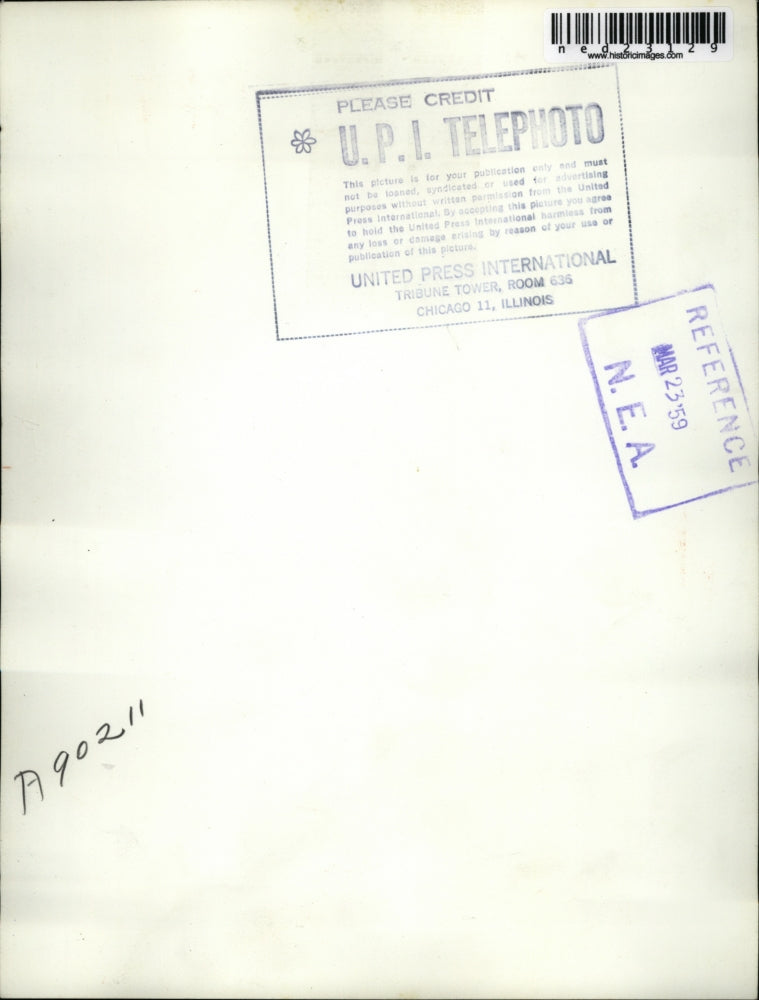 ned23129
www.historicimages.com
PLEASE CREDIT
U. P. I. TELEPHOTO
This picture is for your publication only and must
not be loaned, syndicated or used for advertising
purposes without written permission from the United
Press International. By accepting this picture you agree
to hold the United Press International harmless from
any loss or damage arising by reason of your use or
publication of this picture.
UNITED PRESS INTERNATIONAL
TRIBUNE TOWER, ROOM 636
CHICAGO 11, ILLINOIS
REFERENCE
MAR 23 '59
N. E. A.
A90211